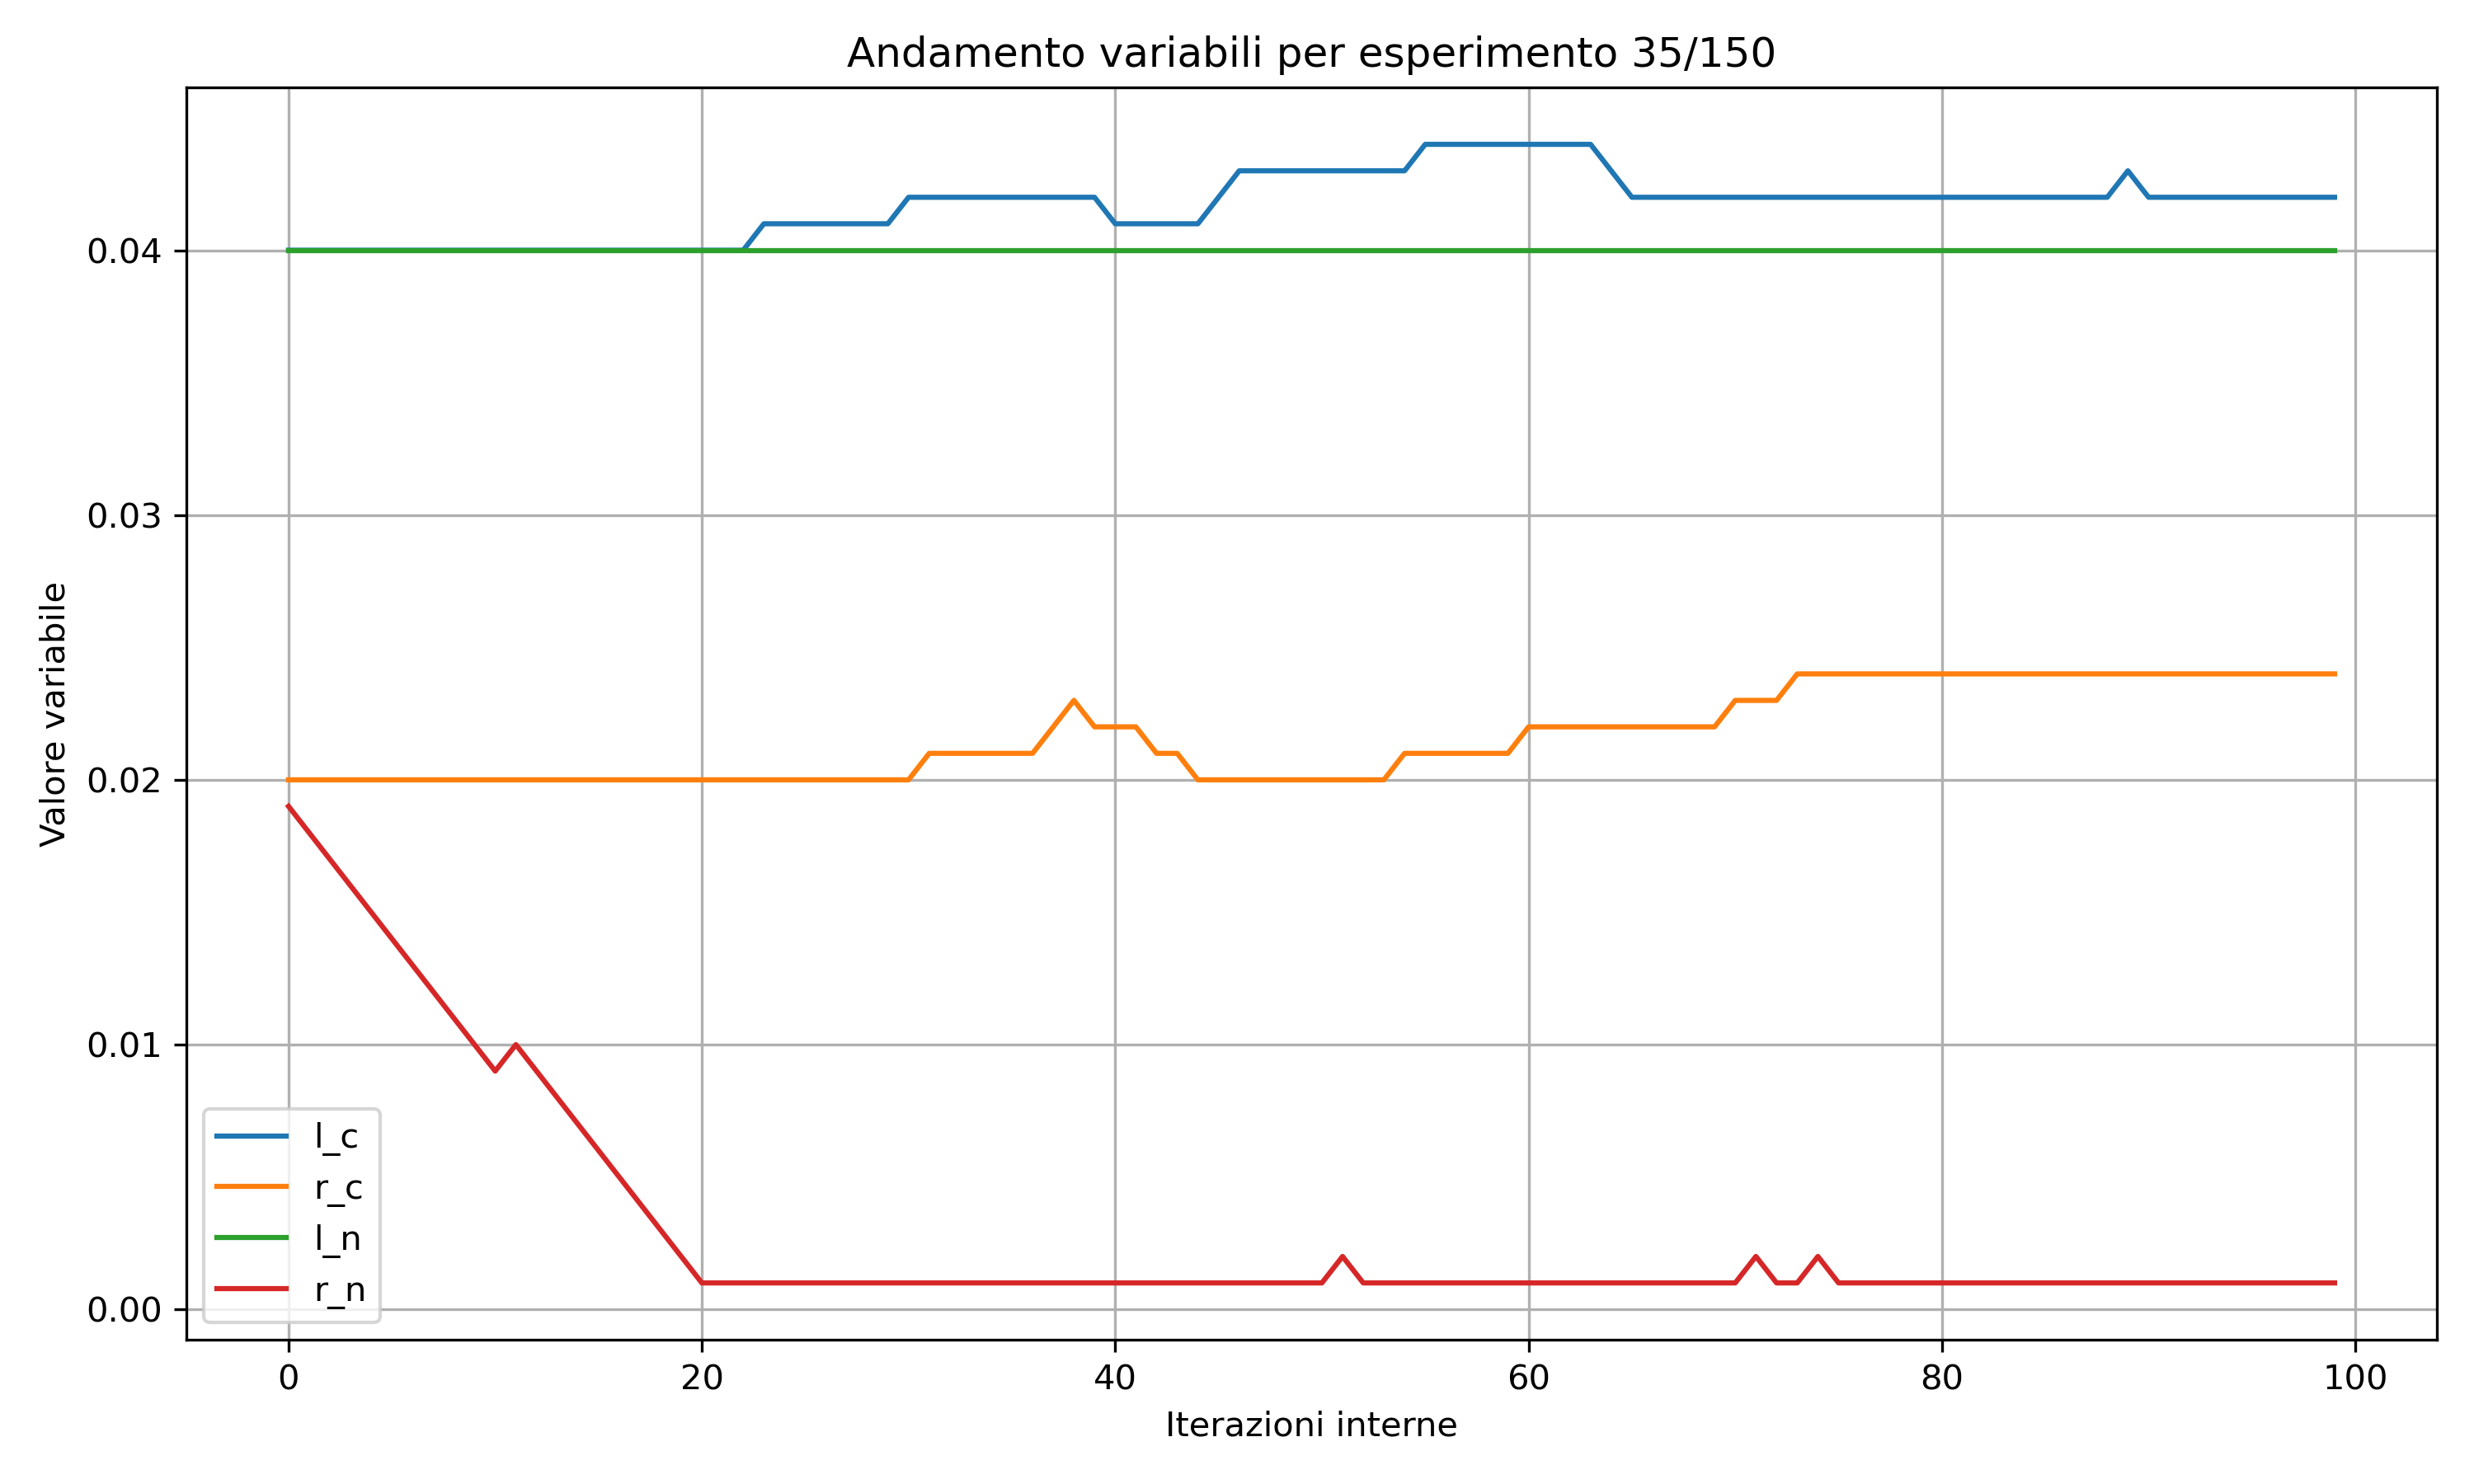 Andamento variabili per esperimento 35/150
Valore variabile
0.04
0.03
0.02
0.01
0.00
l_c
r_c
l_n
r_n
0 20 40 60 80 100
Iterazioni interne